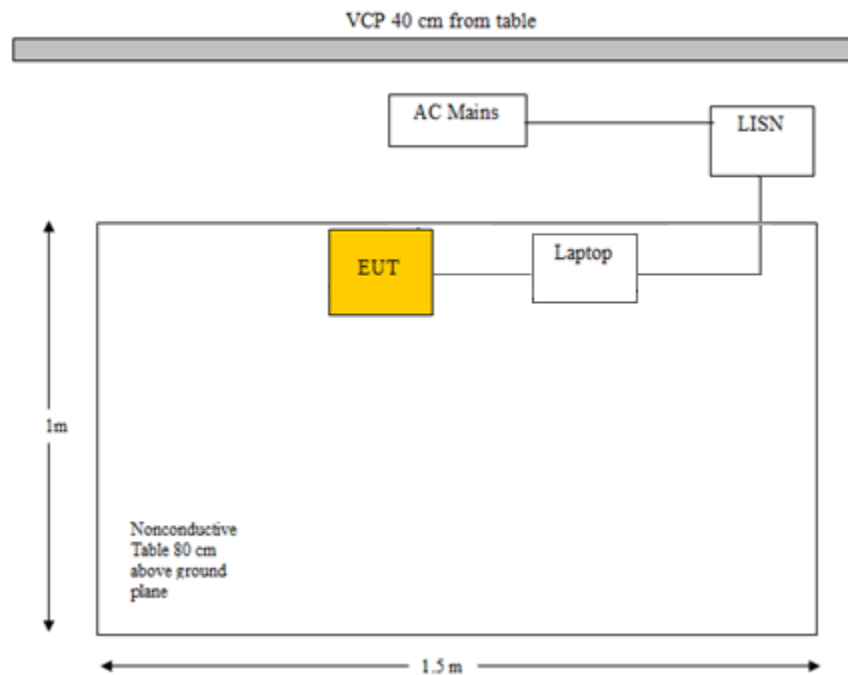 VCP 40 cm from table
AC Mains
LISN
EUT
Laptop
1m
Nonconductive
Table 80 cm
above ground
plane
1.5 m